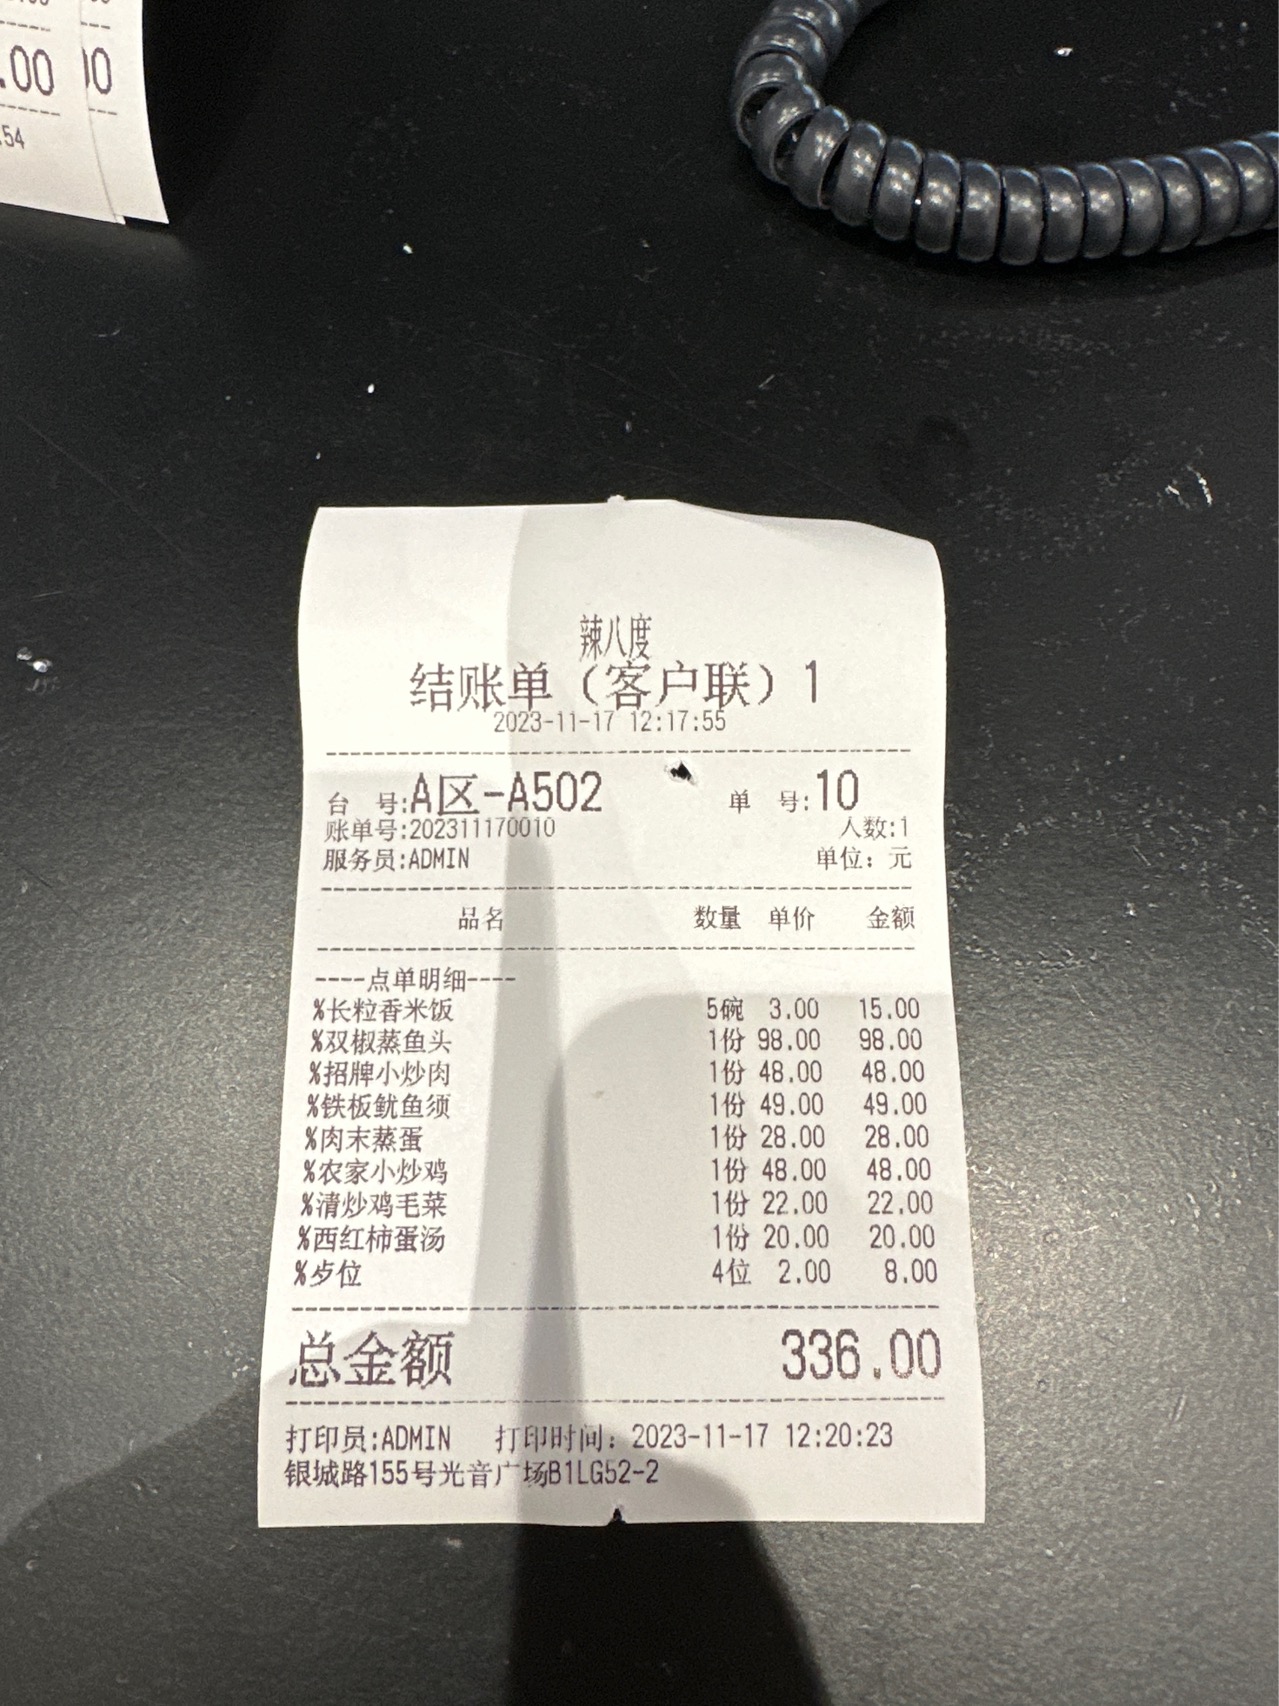 .00
00
:54
辣八度
结账单（客户联）1
2023-11-17 12:17:55
台 号:A区-A502 单 号:10
账单号:202311170010 人数:1
服务员:ADMIN 单位：元
品名 数量 单价 金额
----点单明细----
%长粒香米饭 5碗 3.00 15.00
%双椒蒸鱼头 1份 98.00 98.00
%招牌小炒肉 1份 48.00 48.00
%铁板鱿鱼须 1份 49.00 49.00
%肉末蒸蛋 1份 28.00 28.00
%农家小炒鸡 1份 48.00 48.00
%清炒鸡毛菜 1份 22.00 22.00
%西红柿蛋汤 1份 20.00 20.00
%歺位 4位 2.00 8.00
总金额 336.00
打印员:ADMIN 打印时间：2023-11-17 12:20:23
银城路155号光音广场B1LG52-2